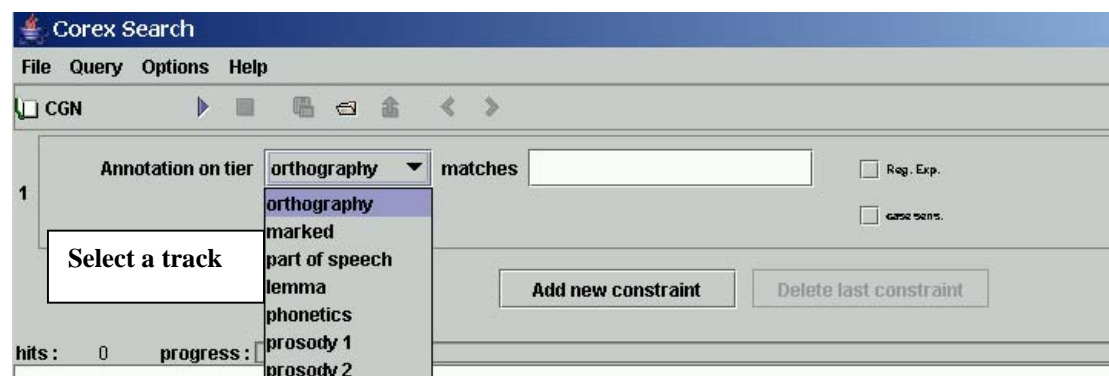 Corex Search
File Query Options Help
CGN
Annotation on tier orthography matches Reg. Exp.
1
orthography
case sens.
marked
Select a track
part of speech
lemma
Add new constraint Delete last constraint
phonetics
hits : 0 progress :
prosody 1
prosody 2